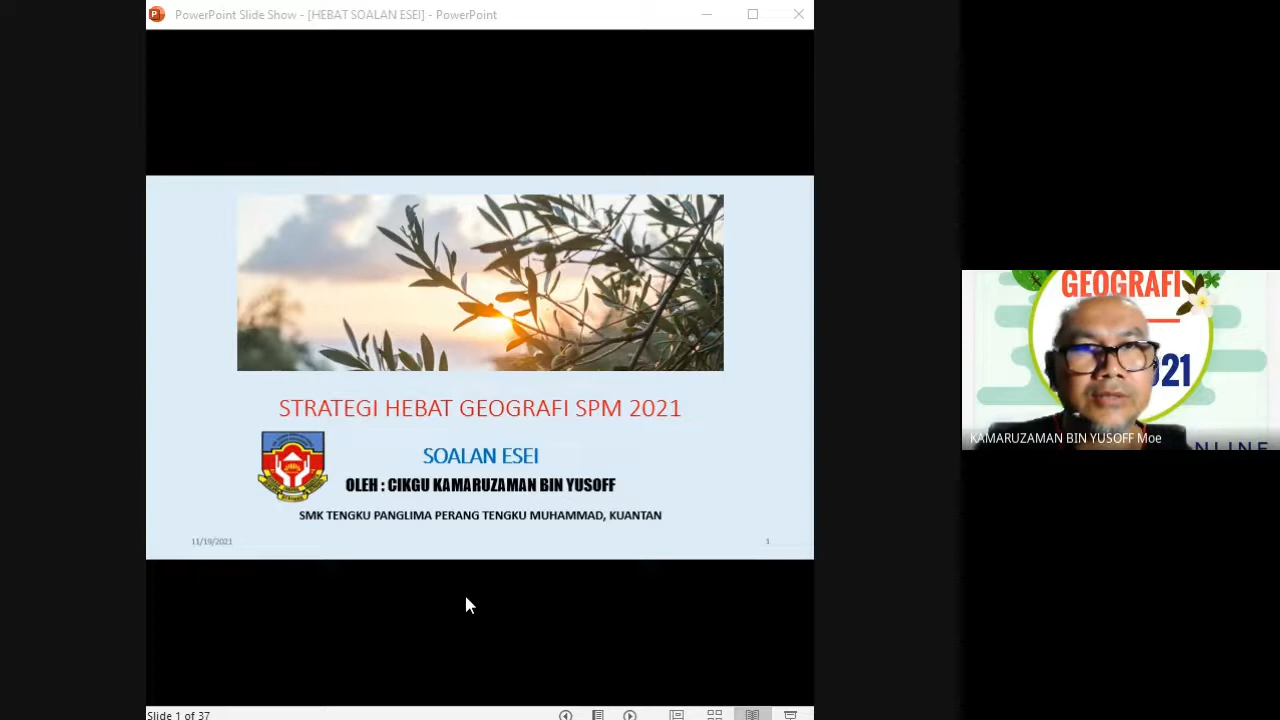 PowerPoint Slide Show - [HEBAT SOALAN ESEI] - PowerPoint
STRATEGI HEBAT GEOGRAFI SPM 2021
SOALAN ESEI
OLEH : CIKGU KAMARUZAMAN BIN YUSOFF
SMK TENGKU PANGLIMA PERANG TENGKU MUHAMMAD, KUANTAN
11/19/2021
1
Slide 1 of 37
GEOGRAFI
021
KAMARUZAMAN BIN YUSOFF Moe
NLINE